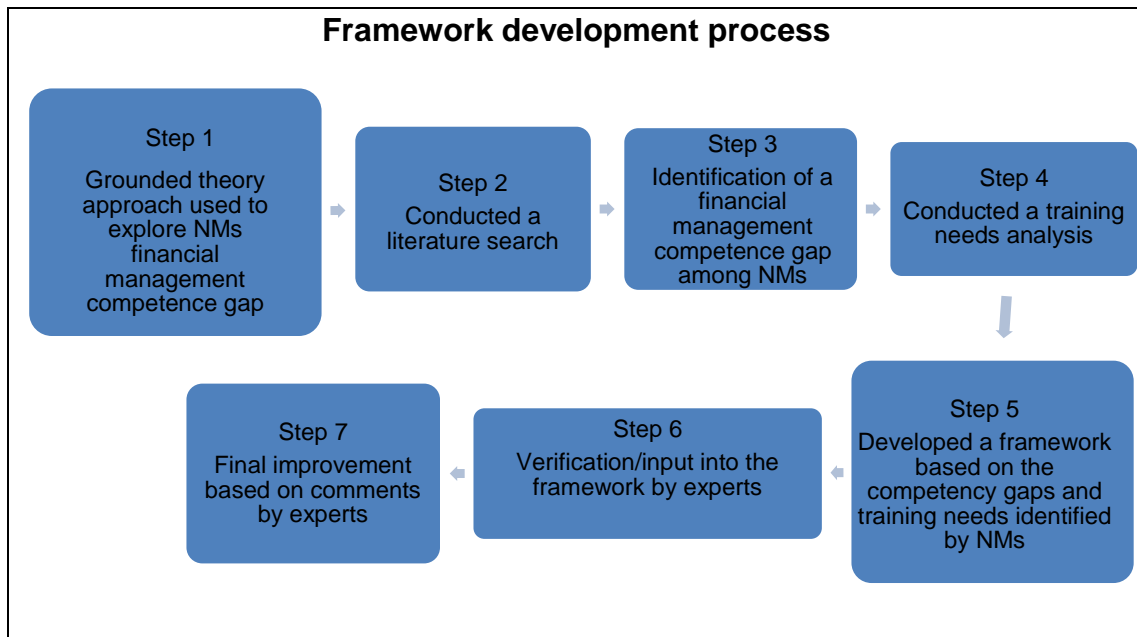 Framework development process
Step 1
Grounded theory
approach used to
explore NMs
financial
management
competence gap
Step 2
Conducted a
literature search
Step 3
Identification of a
financial
management
competence gap
among NMs
Step 4
Conducted a training
needs analysis
Step 5
Developed a framework
based on the
competency gaps and
training needs identified
by NMs
Step 6
Verification/input into the
framework by experts
Step 7
Final improvement
based on comments
by experts